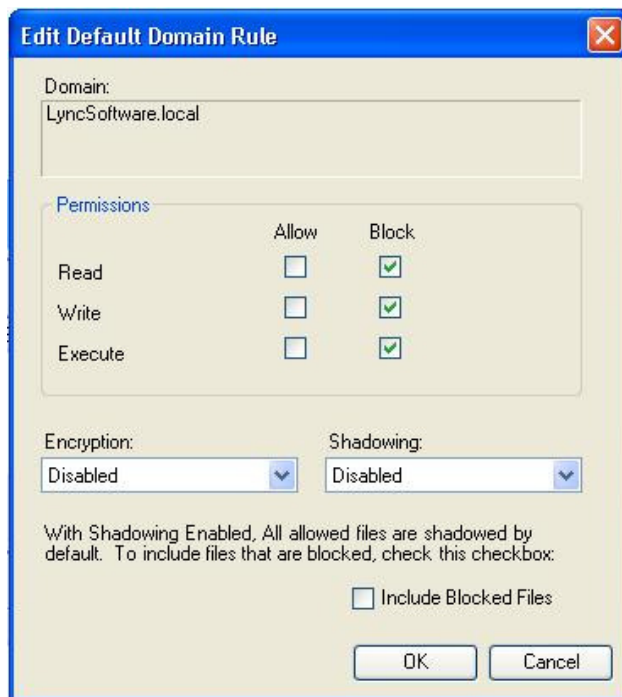 Edit Default Domain Rule
Domain:
LyncSoftware.local
Permissions
Allow Block
Read
Write
Execute
Encryption: Shadowing:
Disabled Disabled
With Shadowing Enabled, All allowed files are shadowed by
default. To include files that are blocked, check this checkbox:
Include Blocked Files
OK Cancel